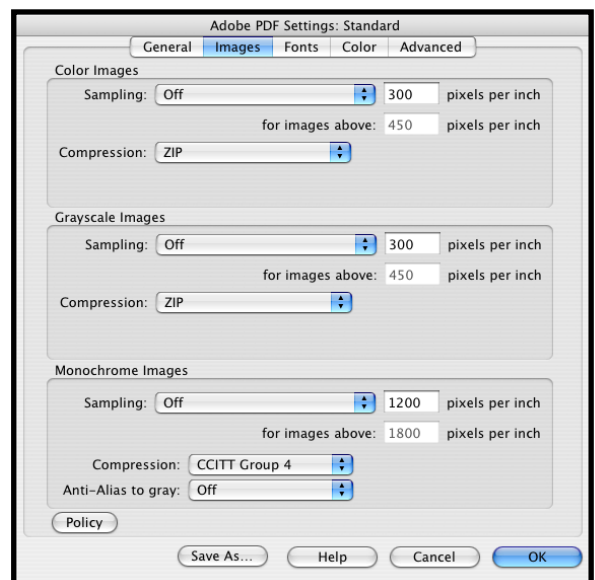 Adobe PDF Settings: Standard
General Images Fonts Color Advanced
Color Images
Sampling: Off 300 pixels per inch
for images above: 450 pixels per inch
Compression: ZIP
Grayscale Images
Sampling: Off 300 pixels per inch
for images above: 450 pixels per inch
Compression: ZIP
Monochrome Images
Sampling: Off 1200 pixels per inch
for images above: 1800 pixels per inch
Compression: CCITT Group 4
Anti-Alias to gray: Off
Policy
Save As... Help Cancel OK